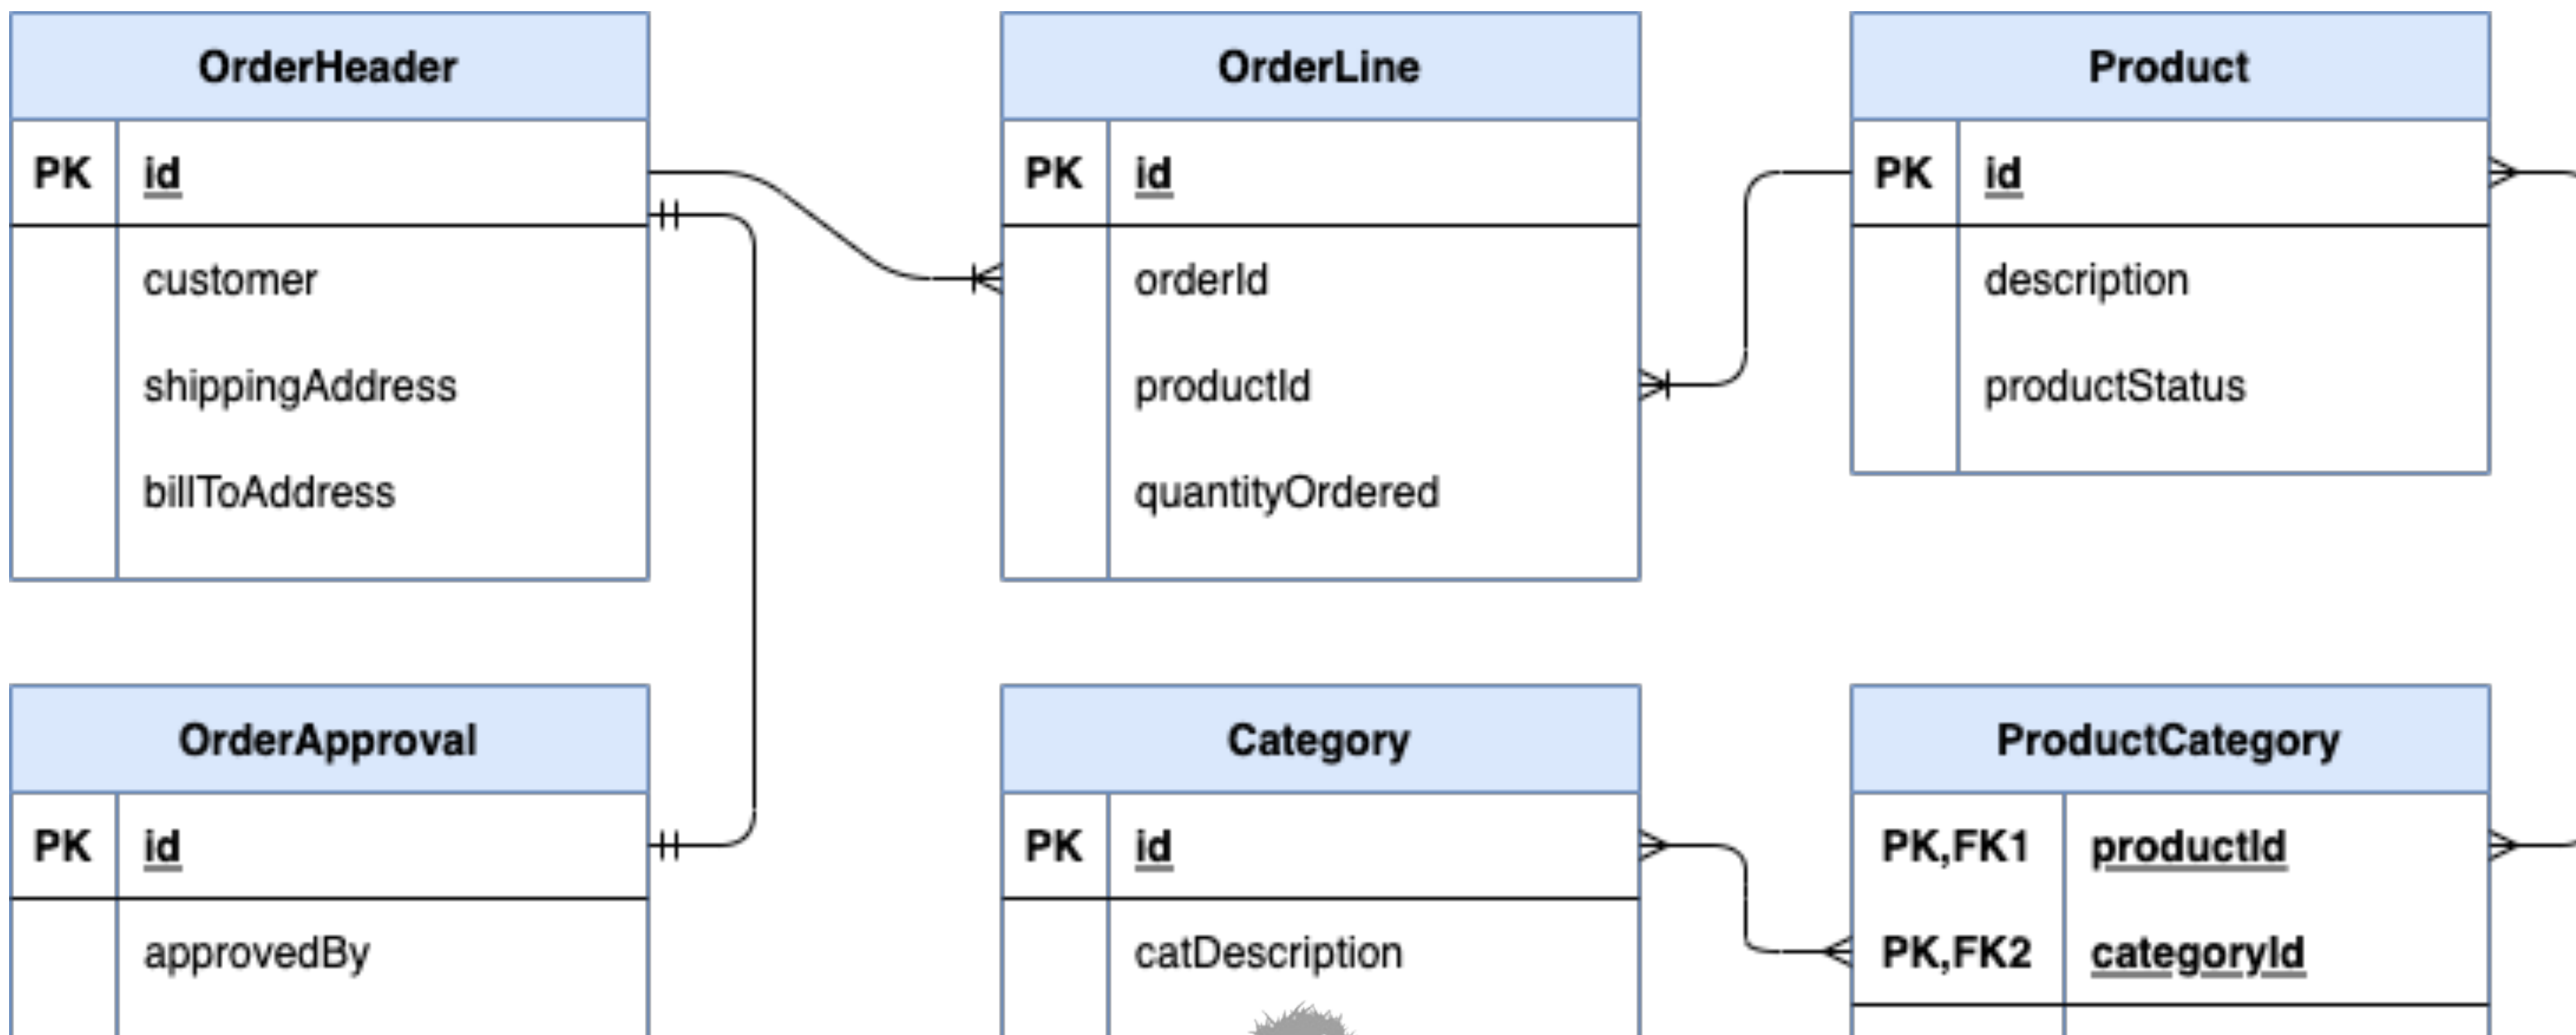 OrderHeader
PK id
customer
shippingAddress
billToAddress
OrderLine
PK id
orderId
productId
quantityOrdered
Product
PK id
description
productStatus
OrderApproval
PK id
approvedBy
Category
PK id
catDescription
ProductCategory
PK,FK1 productId
PK,FK2 categoryId